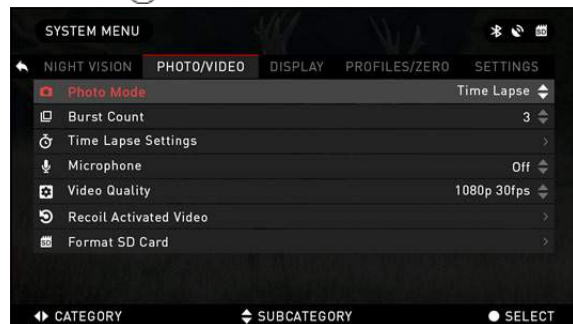 SYSTEM MENU
NIGHT VISION PHOTO/VIDEO DISPLAY PROFILES/ZERO SETTINGS
Photo Mode Time Lapse
Burst Count 3
Time Lapse Settings
Microphone Off
Video Quality 1080p 30fps
Recoil Activated Video
SD Format SD Card
CATEGORY SUBCATEGORY SELECT